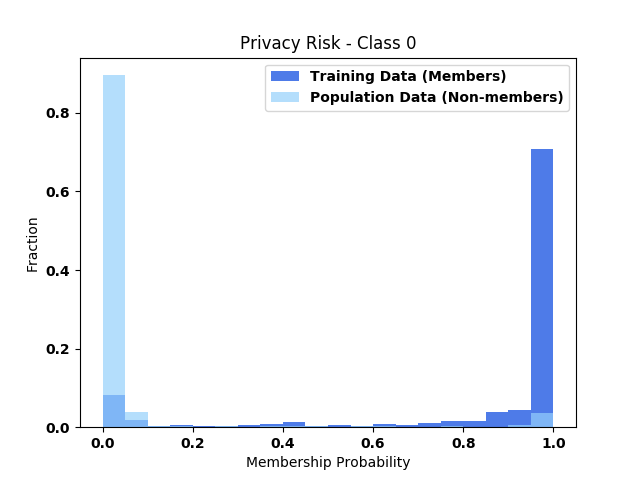 Privacy Risk - Class 0
Training Data (Members)
Population Data (Non-members)
Fraction
0.8
0.6
0.4
0.2
0.0
0.0 0.2 0.4 0.6 0.8 1.0
Membership Probability